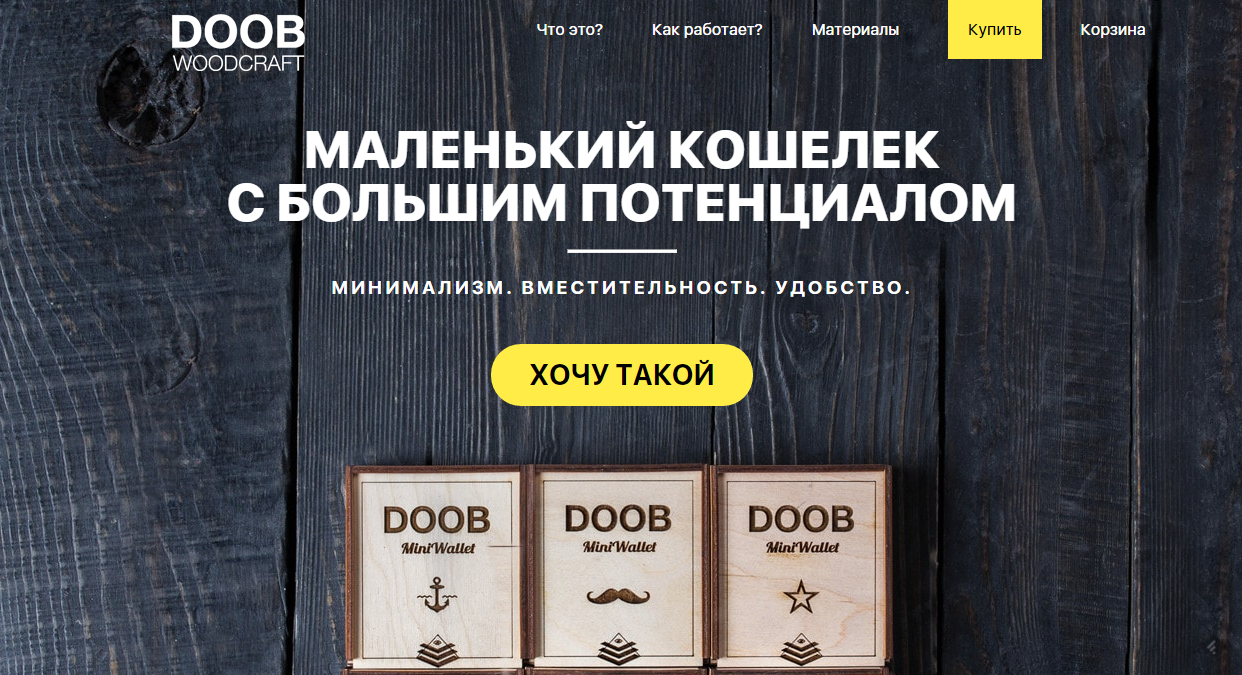 DOOB
WOODCRAFT
Что это?
Как работает?
Материалы
Купить
Корзина
МАЛЕНЬКИЙ КОШЕЛЕК
С БОЛЬШИМ ПОТЕНЦИАЛОМ
МИНИМАЛИЗМ. ВМЕСТИТЕЛЬНОСТЬ. УДОБСТВО.
ХОЧУ ТАКОЙ
DOOB
Mini Wallet
DOOB
Mini Wallet
DOOB
Mini Wallet